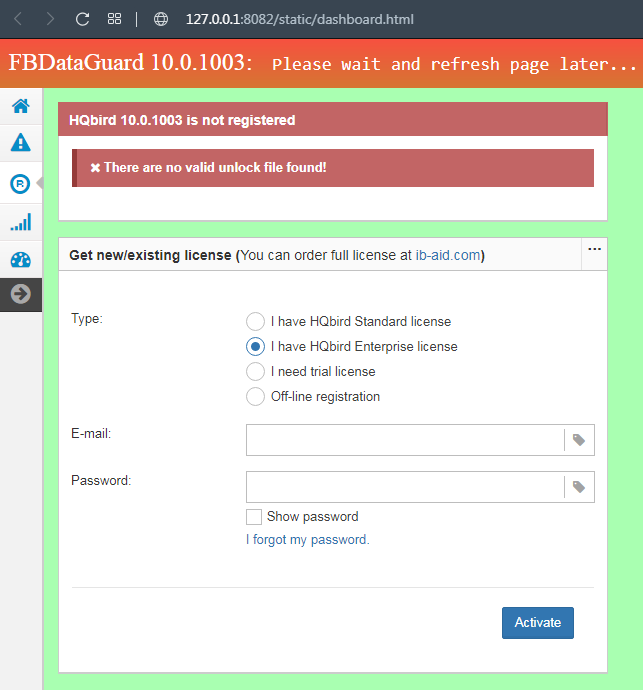 127.0.0.1:8082/static/dashboard.html
FBDataGuard 10.0.1003: Please wait and refresh page later...
HQbird 10.0.1003 is not registered
✖ There are no valid unlock file found!
Get new/existing license (You can order full license at ib-aid.com)
...
Type:
I have HQbird Standard license
I have HQbird Enterprise license
I need trial license
Off-line registration
E-mail:
Password:
Show password
I forgot my password.
Activate